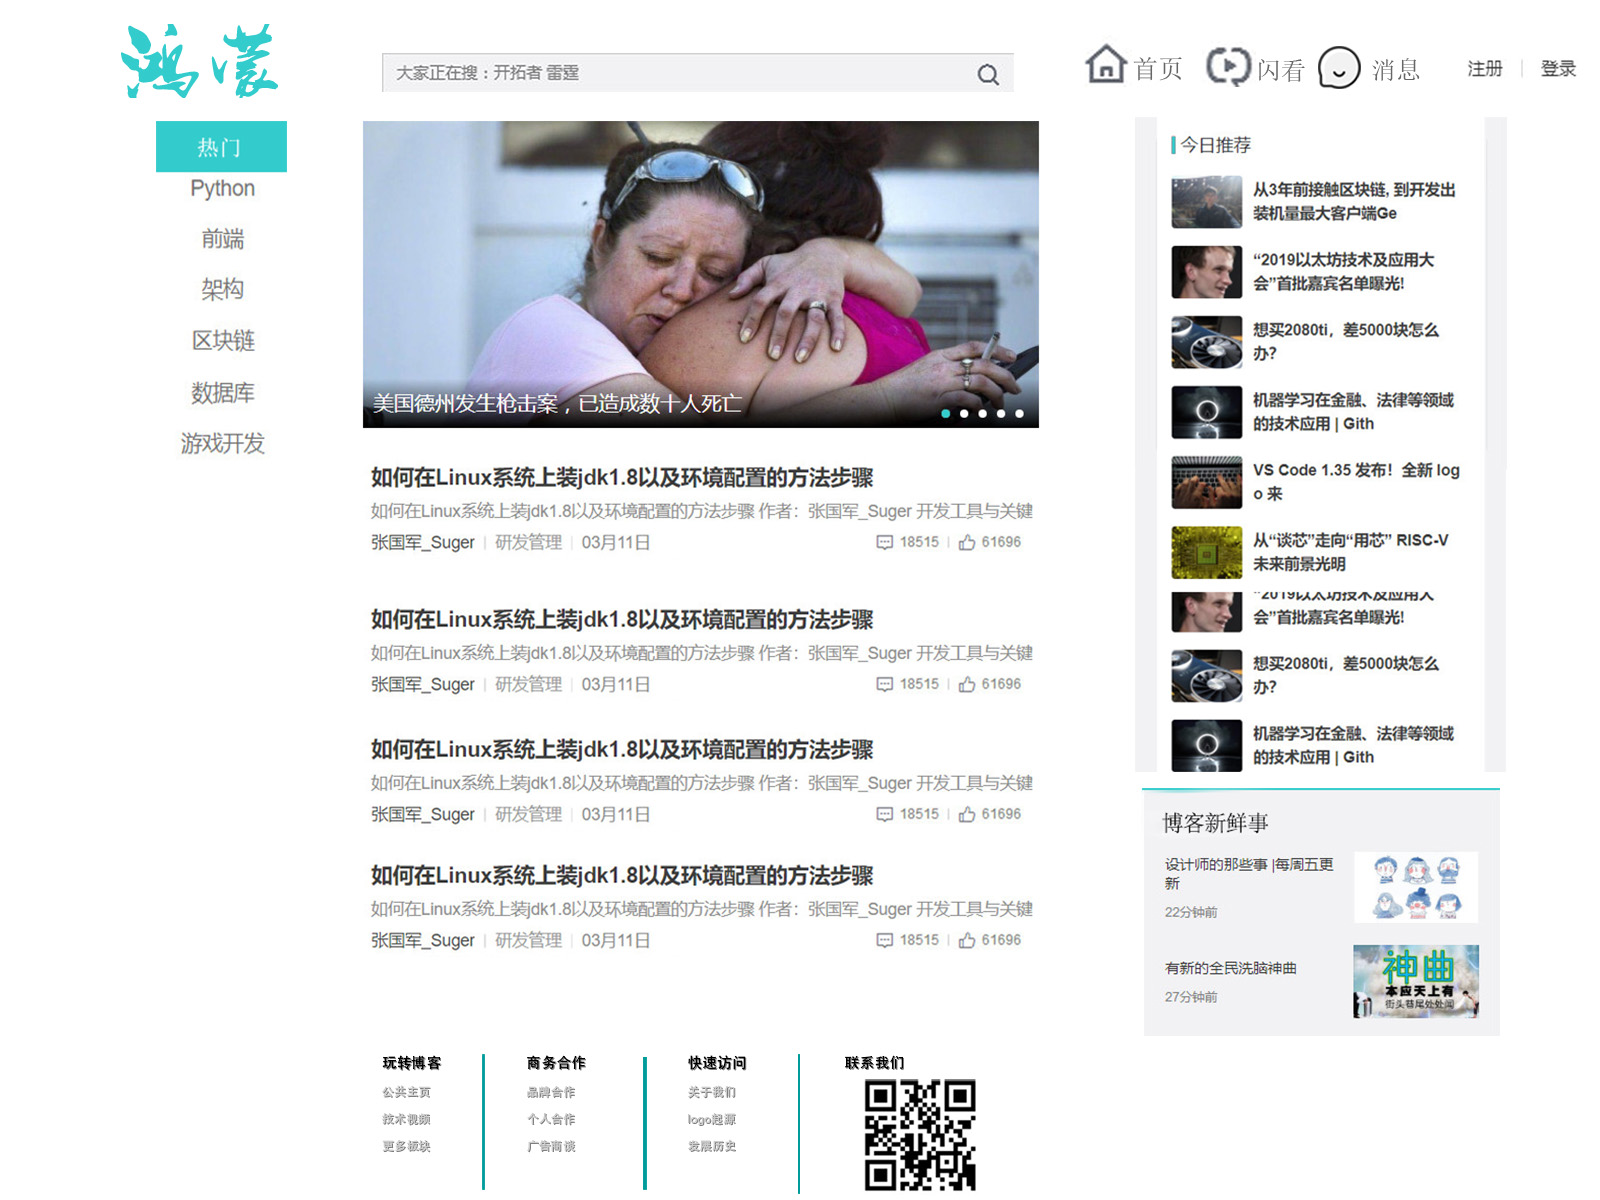 鸿濛
大家正在搜：开拓者 雷霆
首页
闪看
消息
注册
登录
热门
Python
前端
架构
区块链
数据库
游戏开发
美国德州发生枪击案，已造成数十人死亡
如何在Linux系统上装jdk1.8以及环境配置的方法步骤
如何在Linux系统上装jdk1.8以及环境配置的方法步骤 作者：张国军_Suger 开发工具与关键
张国军_Suger | 研发管理 | 03月11日 18515 | 61696
如何在Linux系统上装jdk1.8以及环境配置的方法步骤
如何在Linux系统上装jdk1.8以及环境配置的方法步骤 作者：张国军_Suger 开发工具与关键
张国军_Suger | 研发管理 | 03月11日 18515 | 61696
如何在Linux系统上装jdk1.8以及环境配置的方法步骤
如何在Linux系统上装jdk1.8以及环境配置的方法步骤 作者：张国军_Suger 开发工具与关键
张国军_Suger | 研发管理 | 03月11日 18515 | 61696
如何在Linux系统上装jdk1.8以及环境配置的方法步骤
如何在Linux系统上装jdk1.8以及环境配置的方法步骤 作者：张国军_Suger 开发工具与关键
张国军_Suger | 研发管理 | 03月11日 18515 | 61696
今日推荐
从3年前接触区块链, 到开发出
装机量最大客户端Ge
“2019以太坊技术及应用大
会”首批嘉宾名单曝光!
想买2080ti，差5000块怎么
办?
机器学习在金融、法律等领域
的技术应用 | Gith
VS Code 1.35 发布！全新 log
o 来
从“谈芯”走向“用芯” RISC-V
未来前景光明
“2019以太坊技术及应用大
会”首批嘉宾名单曝光!
想买2080ti，差5000块怎么
办?
机器学习在金融、法律等领域
的技术应用 | Gith
博客新鲜事
设计师的那些事 |每周五更
新
22分钟前
有新的全民洗脑神曲
27分钟前
神曲
本应天上有
街头巷尾处处闻
玩转博客
公共主页
技术视频
更多板块
商务合作
品牌合作
个人合作
广告商谈
快速访问
关于我们
logo起源
发展历史
联系我们